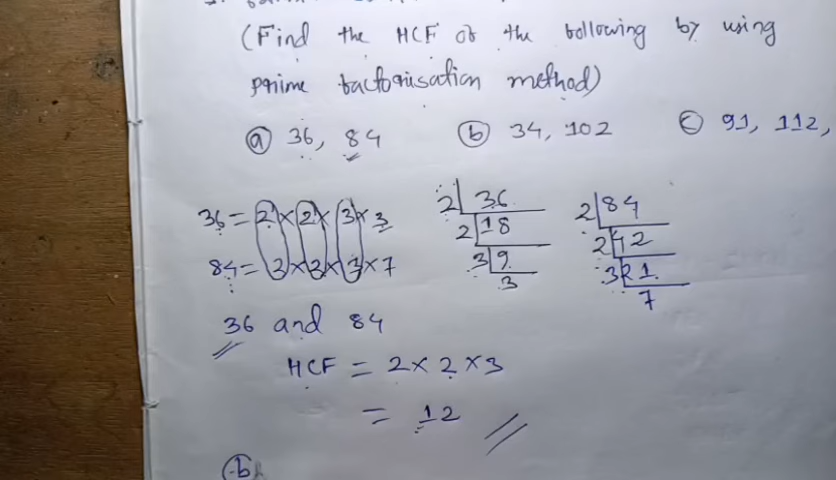 (Find the HCF of the following by using
prime factorisation method)
ⓐ 36, 84 ⓑ 34, 102 ⓒ 91, 112,
36 = 2 × 2 × 3 × 3
84 = 2 × 2 × 3 × 7
2 36
2 18
3 9
3
2 84
2 42
3 21
7
36 and 84
HCF = 2 × 2 × 3
= 12
ⓑ